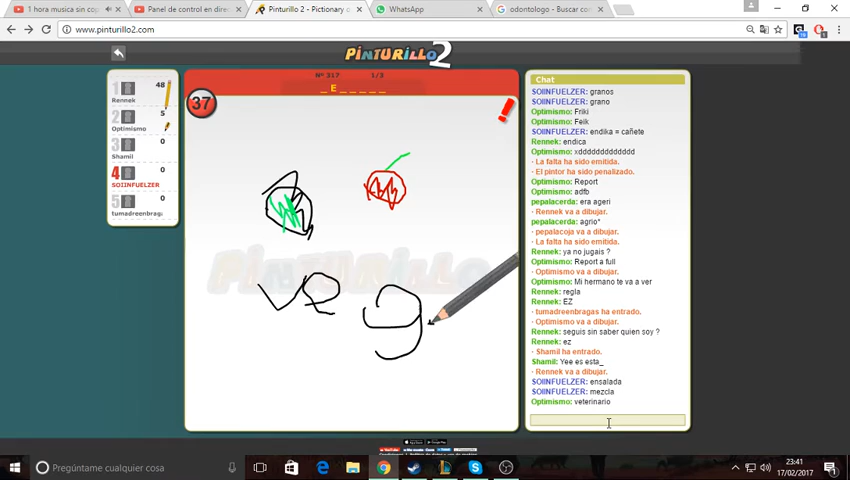 1 hora musica sin cop
Panel de control en dire
Pinturillo 2 - Pictionary o
WhatsApp
odontologo - Buscar con
www.pinturillo2.com
PINTURILLO 2
1 Rennek 48
2 Optimismo 5
3 Shamil 0
4 SOIINFUELZER 0
5 tumadreenbraga 0
Nº 317 1/3
_ E _ _ _ _ _
37
!
ve g
PINTURILLO
Chat
SOIINFUELZER: granos
SOIINFUELZER: grano
Optimismo: Friki
Optimismo: Feik
SOIINFUELZER: endika = cañete
Rennek: endica
Optimismo: xdddddddddddd
· La falta ha sido emitida.
· El pintor ha sido penalizado.
Optimismo: Report
Optimismo: adfb
pepalacerda: era ageri
· Rennek va a dibujar.
pepalacerda: agrio*
· pepalacoja va a dibujar.
· La falta ha sido emitida.
Rennek: ya no jugais ?
Optimismo: Report a full
· Optimismo va a dibujar.
Optimismo: Mi hermano te va a ver
Rennek: regla
Rennek: EZ
· tumadreenbragas ha entrado.
· Optimismo va a dibujar.
Rennek: seguis sin saber quien soy ?
Rennek: ez
· Shamil ha entrado.
Shamil: Yee es esta_
· Rennek va a dibujar.
SOIINFUELZER: ensalada
SOIINFUELZER: mezcla
Optimismo: veterinario
Pregúntame cualquier cosa
23:41
17/02/2017